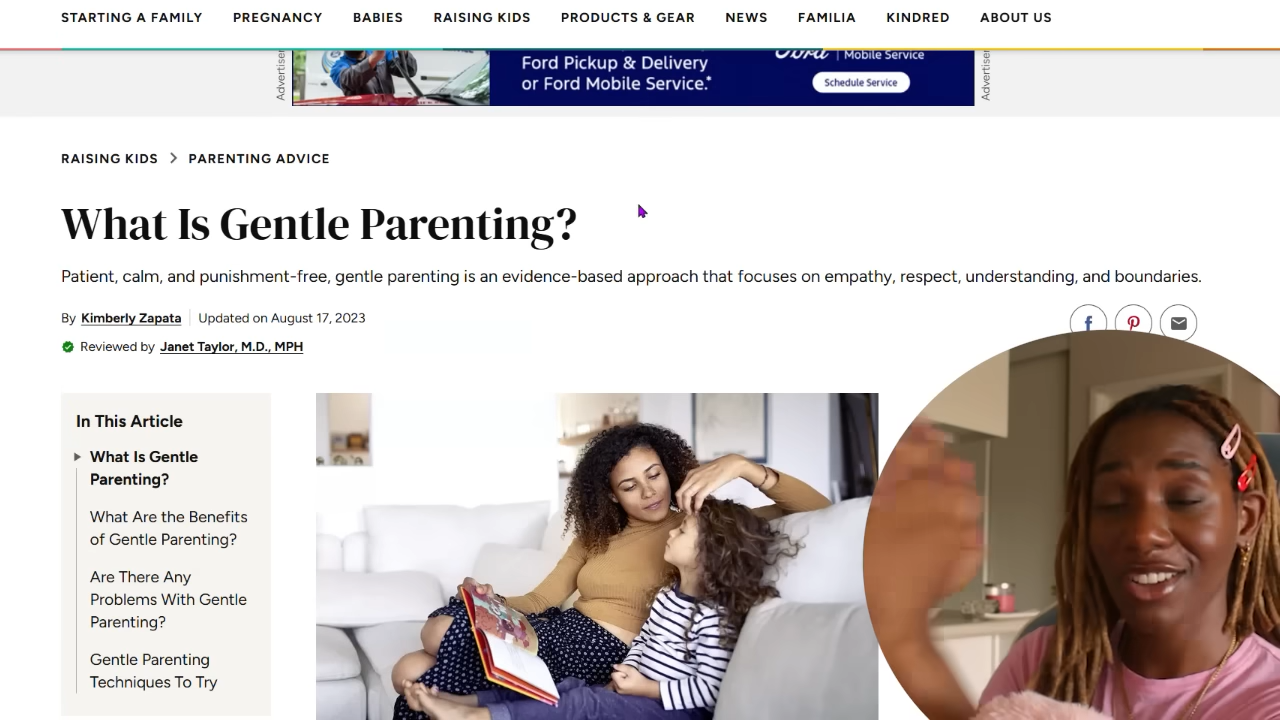 STARTING A FAMILY PREGNANCY BABIES RAISING KIDS PRODUCTS & GEAR NEWS FAMILIA KINDRED ABOUT US
Ford Pickup & Delivery
or Ford Mobile Service.*
Ford Mobile Service
Schedule Service
RAISING KIDS > PARENTING ADVICE
What Is Gentle Parenting?
Patient, calm, and punishment-free, gentle parenting is an evidence-based approach that focuses on empathy, respect, understanding, and boundaries.
By Kimberly Zapata Updated on August 17, 2023
Reviewed by Janet Taylor, M.D., MPH
In This Article
What Is Gentle
Parenting?
What Are the Benefits
of Gentle Parenting?
Are There Any
Problems With Gentle
Parenting?
Gentle Parenting
Techniques To Try